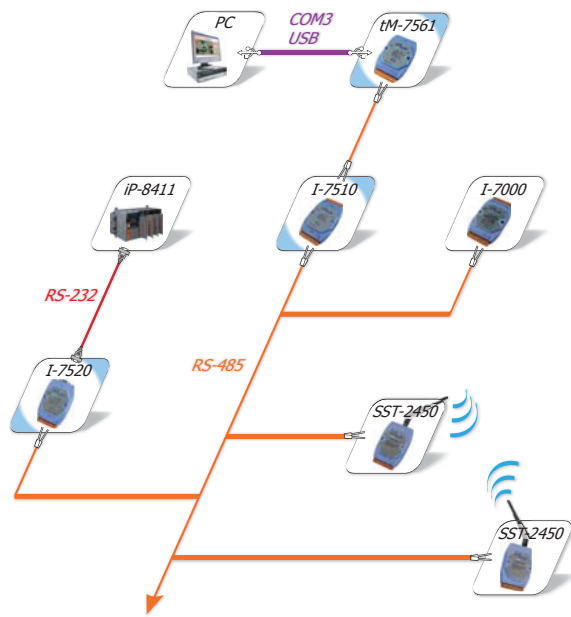 PC
COM3
USB
tM-7561
iP-8411
I-7510
I-7000
RS-232
I-7520
RS-485
SST-2450
SST-2450